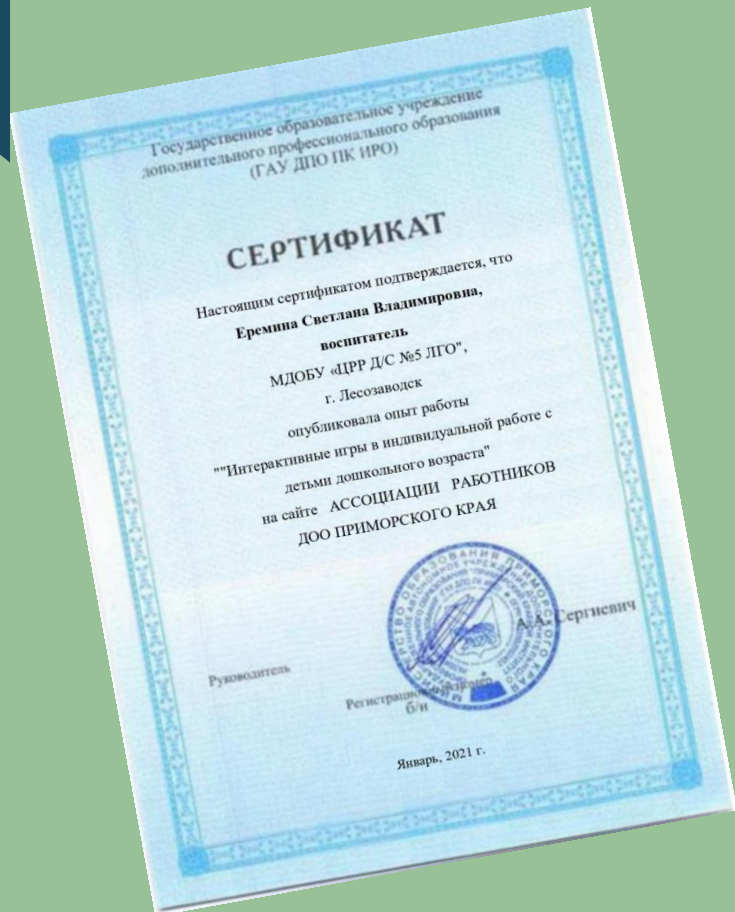 Государственное образовательное учреждение
дополнительного профессионального образования
(ГАУ ДПО ПК ИРО)
СЕРТИФИКАТ
Настоящим сертификатом подтверждается, что
Еремина Светлана Владимировна,
воспитатель
МДОБУ «ЦРР Д/С №5 ЛГО",
г. Лесозаводск
опубликовала опыт работы
""Интерактивные игры в индивидуальной работе с
детьми дошкольного возраста"
на сайте АССОЦИАЦИИ РАБОТНИКОВ
ДОО ПРИМОРСКОГО КРАЯ
А.А. Сергиевич
Руководитель
Регистрационный номер
б/н
Январь, 2021 г.